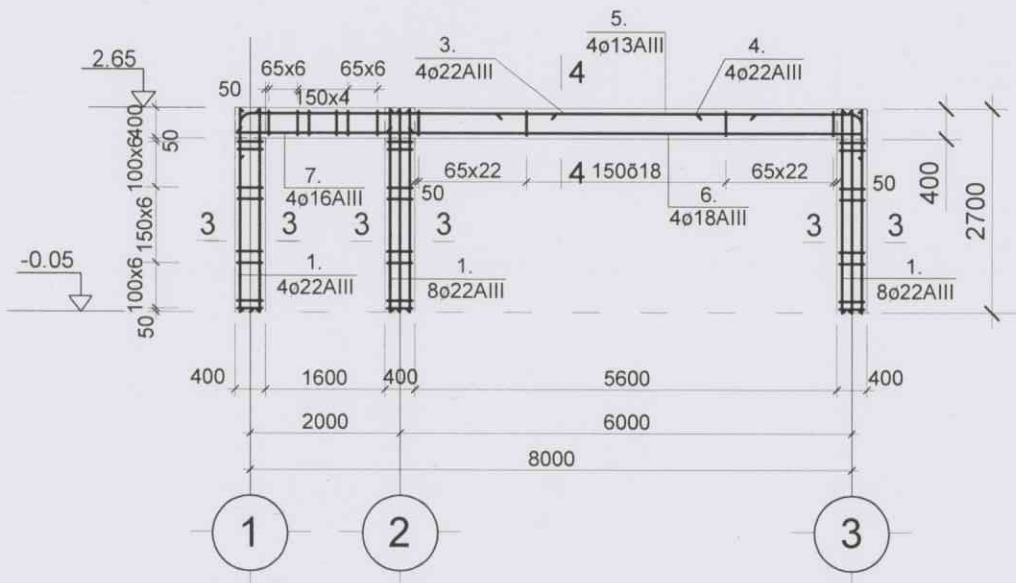 5.
3.
4ø13AIII
4.
2.65
65x6 65x6
4ø22AIII
4
4ø22AIII
50
150x4
400
50
100x6
7.
65x22
4
150δ18
65x22
50
50
400
4ø16AIII
6.
4ø18AIII
2700
150x6
3 3 3 3 3 3
-0.05
1.
4ø22AIII
1.
8ø22AIII
1.
8ø22AIII
100x6
50
400 1600 400 5600 400
2000 6000
8000
1 2 3